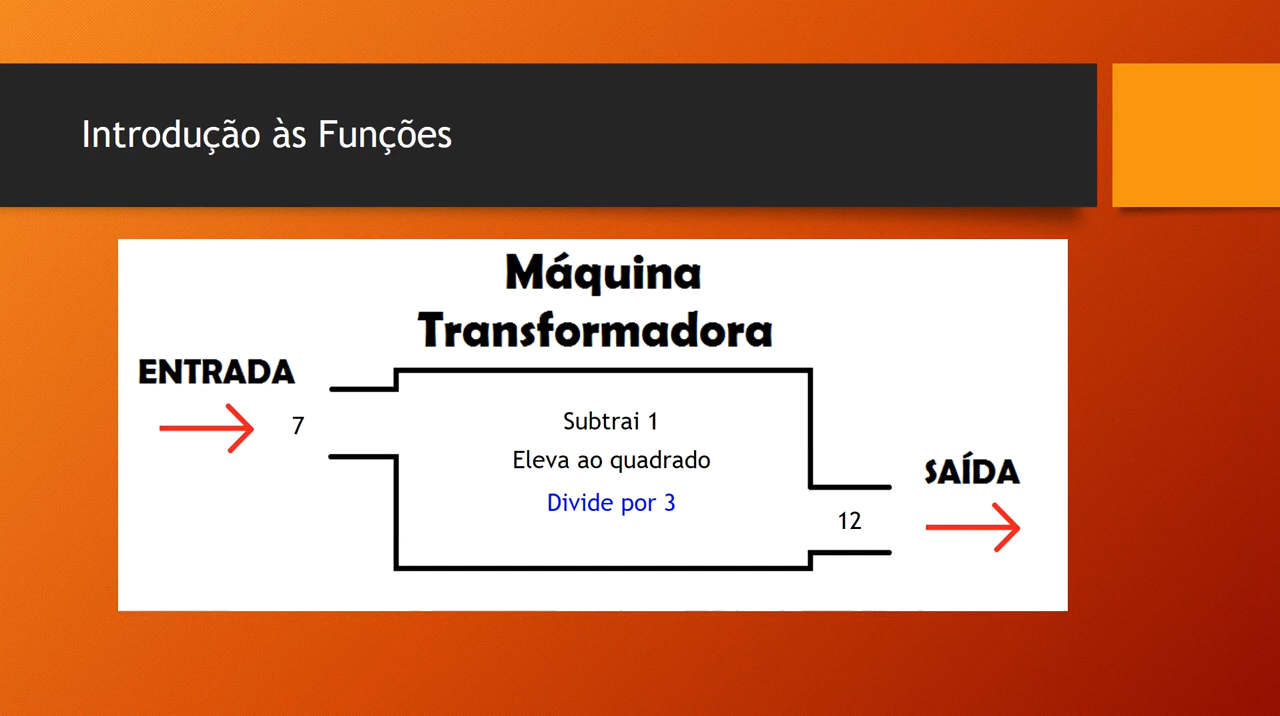 Introdução às Funções
Máquina
Transformadora
ENTRADA
7
Subtrai 1
Eleva ao quadrado
Divide por 3
SAÍDA
12